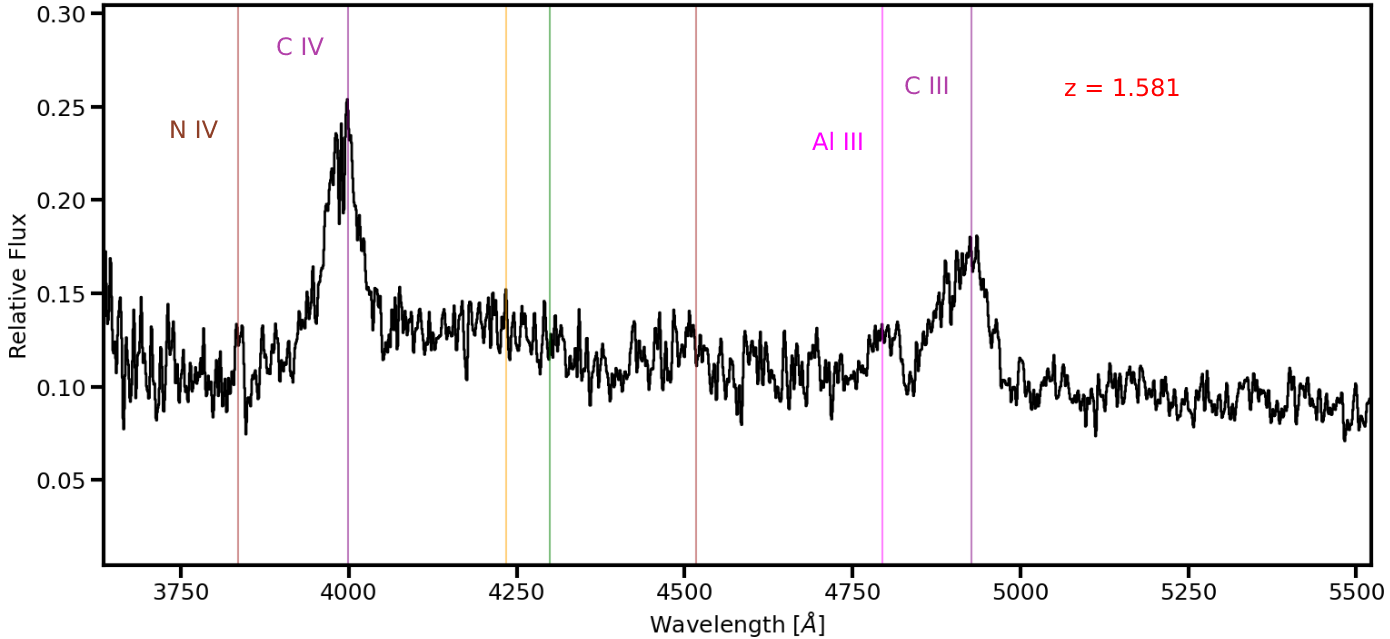 0.30
0.25
0.20
0.15
0.10
0.05
Relative Flux
N IV
C IV
Al III
C III
z = 1.581
3750
4000
4250
4500
4750
5000
5250
5500
Wavelength [Å]